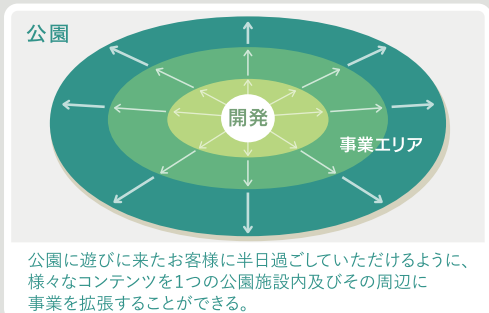 公園
開発
事業エリア
公園に遊びに来たお客様に半日過ごしていただけるように、
様々なコンテンツを1つの公園施設内及びその周辺に
事業を拡張することができる。